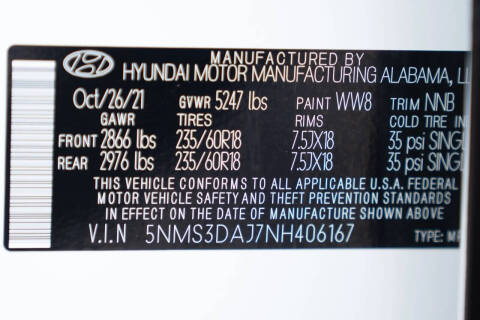 MANUFACTURED BY
HYUNDAI MOTOR MANUFACTURING ALABAMA, LL
Oct/26/21 GVWR 5247 lbs PAINT WW8 TRIM NNB
GAWR TIRES RIMS COLD TIRE IN
FRONT 2866 lbs 235/60R18 7.5JX18 35 psi SINGL
REAR 2976 lbs 235/60R18 7.5JX18 35 psi SINGL
THIS VEHICLE CONFORMS TO ALL APPLICABLE U.S.A. FEDERAL
MOTOR VEHICLE SAFETY AND THEFT PREVENTION STANDARDS
IN EFFECT ON THE DATE OF MANUFACTURE SHOWN ABOVE
V.I.N 5NMS3DAJ7NH406167 TYPE: MP